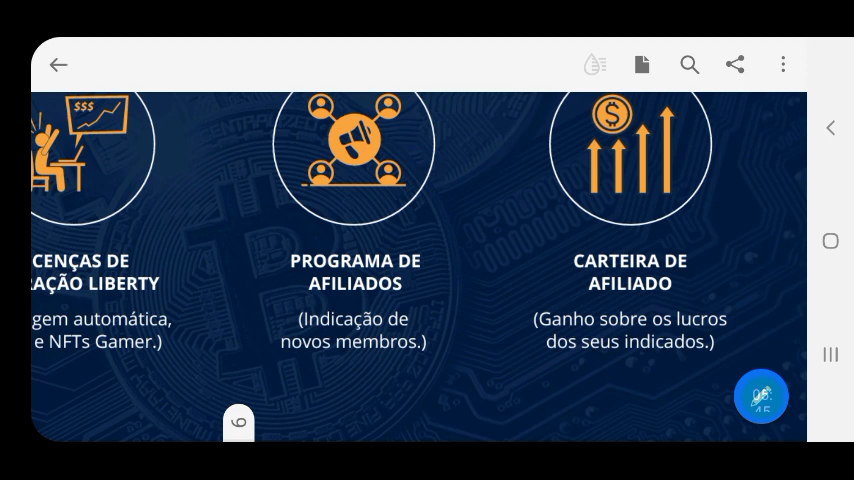 $$$
$
CENÇAS DE
RAÇÃO LIBERTY
gem automática,
e NFTs Gamer.)
PROGRAMA DE
AFILIADOS
(Indicação de
novos membros.)
CARTEIRA DE
AFILIADO
(Ganho sobre os lucros
dos seus indicados.)
6